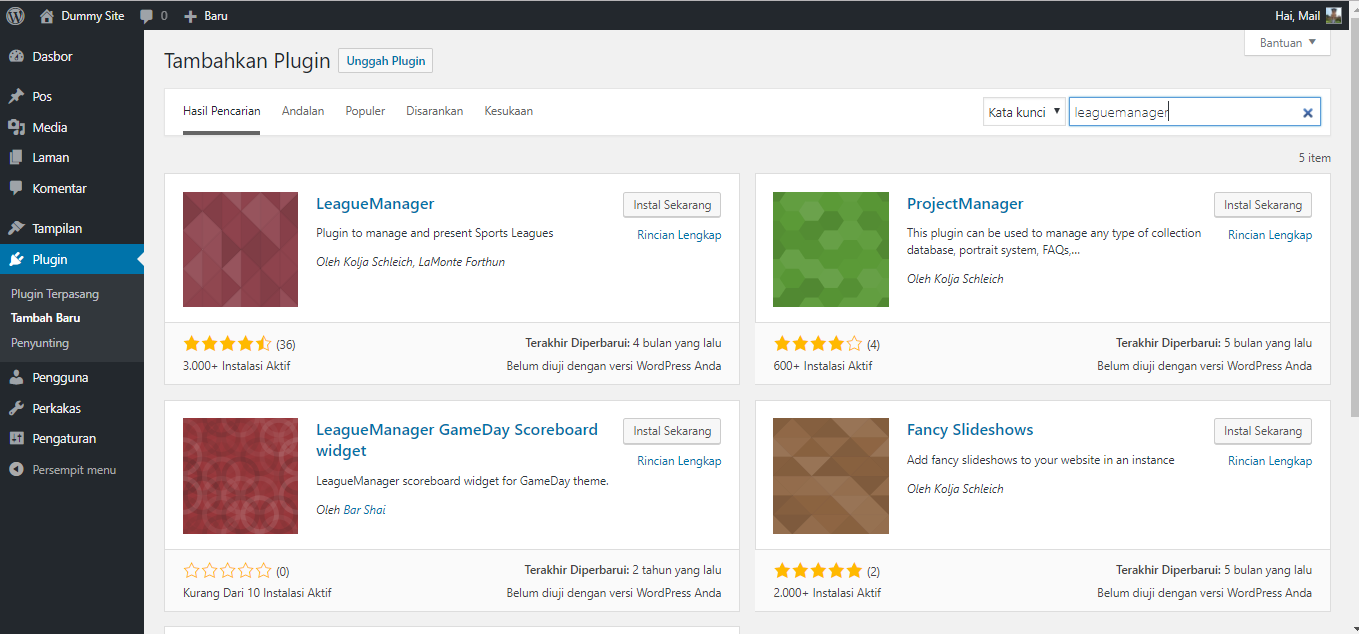 Dummy Site 0 Baru Hai, Mail
Bantuan
Dasbor
Pos
Media
Laman
Komentar
Tampilan
Plugin
Plugin Terpasang
Tambah Baru
Penyunting
Pengguna
Perkakas
Pengaturan
Persempit menu
Tambahkan Plugin Unggah Plugin
Hasil Pencarian Andalan Populer Disarankan Kesukaan Kata kunci leaguemanager
5 item
LeagueManager
Instal Sekarang
Rincian Lengkap
Plugin to manage and present Sports Leagues
Oleh Kolja Schleich, LaMonte Forthun
(36)
3.000+ Instalasi Aktif
Terakhir Diperbarui: 4 bulan yang lalu
Belum diuji dengan versi WordPress Anda
ProjectManager
Instal Sekarang
Rincian Lengkap
This plugin can be used to manage any type of collection
database, portrait system, FAQs,...
Oleh Kolja Schleich
(4)
600+ Instalasi Aktif
Terakhir Diperbarui: 5 bulan yang lalu
Belum diuji dengan versi WordPress Anda
LeagueManager GameDay Scoreboard
widget
Instal Sekarang
Rincian Lengkap
LeagueManager scoreboard widget for GameDay theme.
Oleh Bar Shai
(0)
Kurang Dari 10 Instalasi Aktif
Terakhir Diperbarui: 2 tahun yang lalu
Belum diuji dengan versi WordPress Anda
Fancy Slideshows
Instal Sekarang
Rincian Lengkap
Add fancy slideshows to your website in an instance
Oleh Kolja Schleich
(2)
2.000+ Instalasi Aktif
Terakhir Diperbarui: 5 bulan yang lalu
Belum diuji dengan versi WordPress Anda